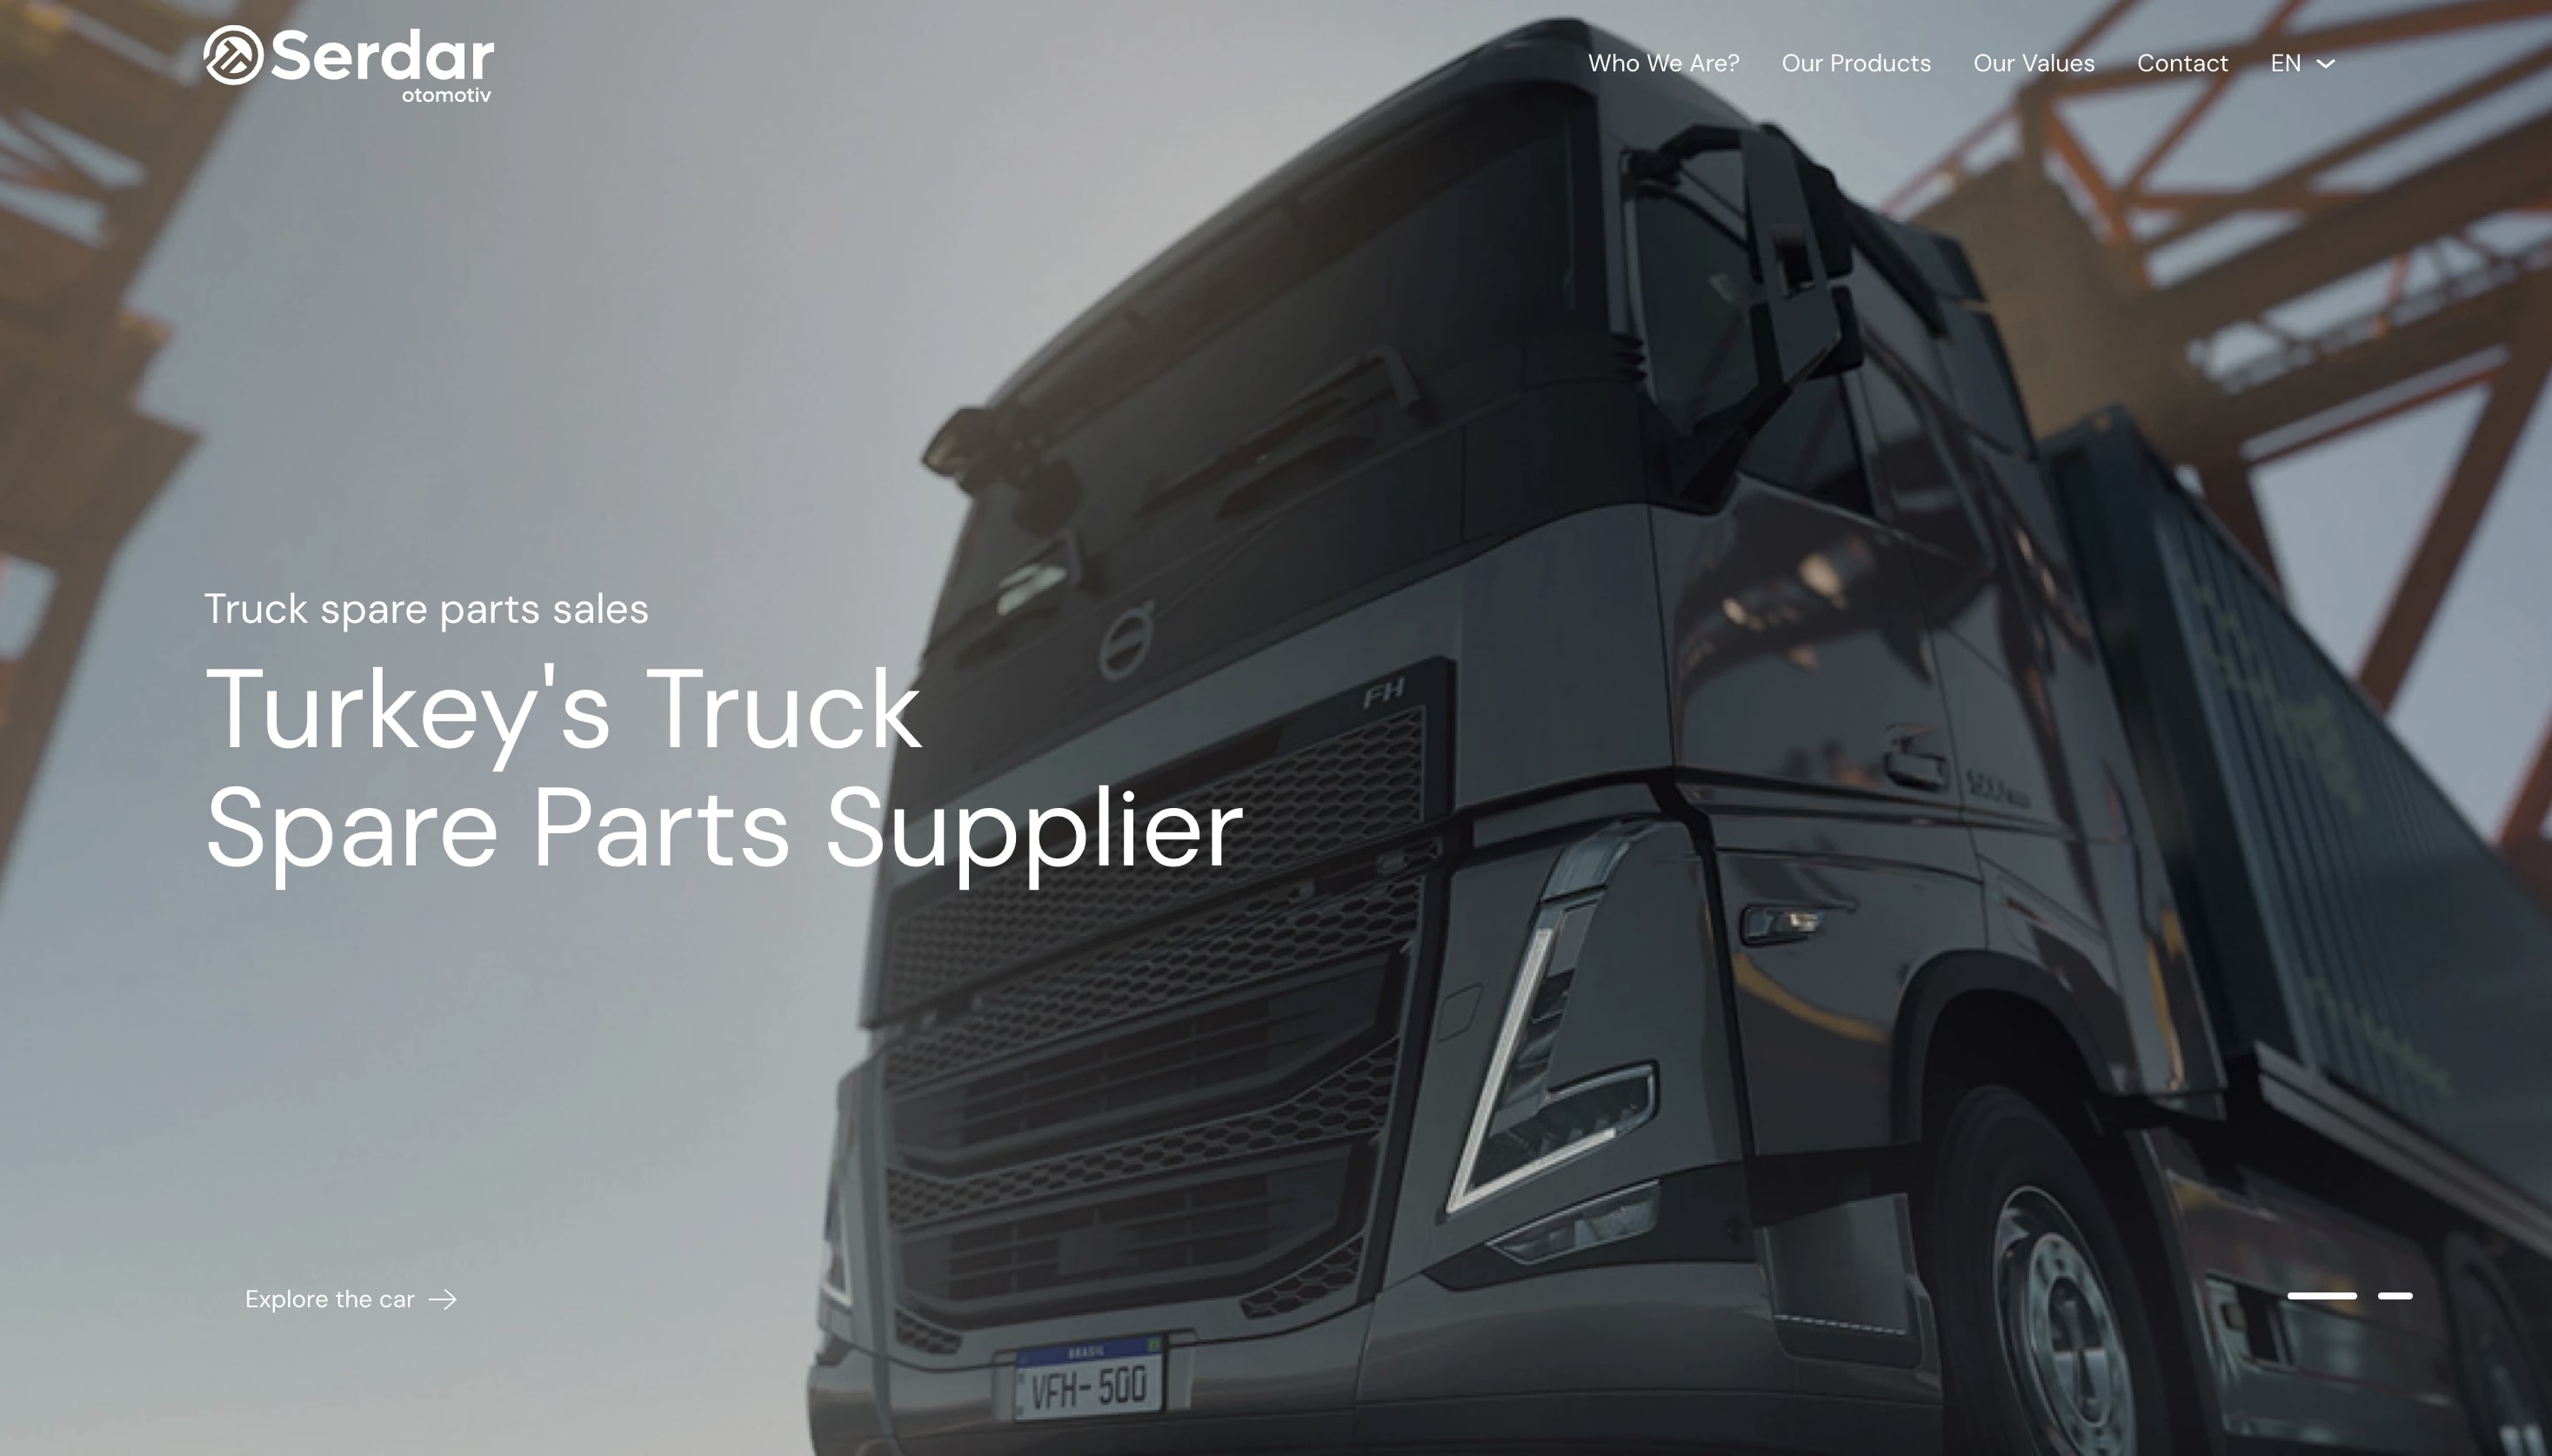 Serdar
otomotiv
Who We Are? Our Products Our Values Contact EN
Truck spare parts sales
Turkey's Truck
Spare Parts Supplier
FH
Explore the car
BRASIL
VFH-500